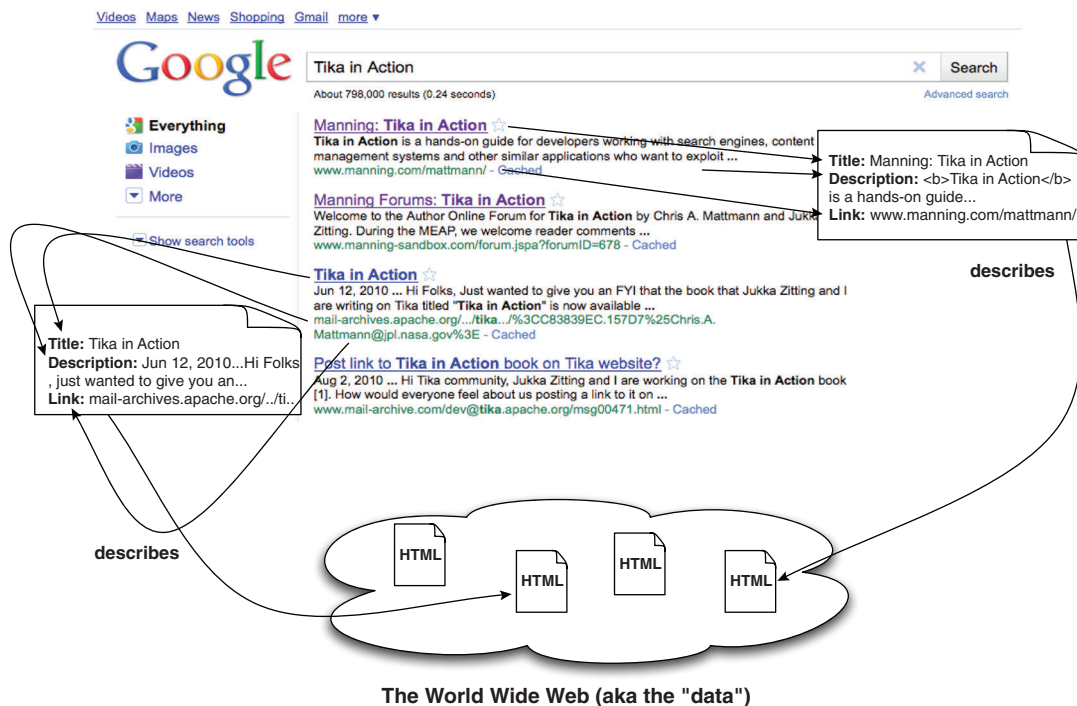 Videos Maps News Shopping Gmail more ▼
Google
Tika in Action
× Search
About 798,000 results (0.24 seconds)
Advanced search
Everything
Images
Videos
More
Show search tools
Manning: Tika in Action
Tika in Action is a hands-on guide for developers working with search engines, content
management systems and other similar applications who want to exploit ...
www.manning.com/mattmann/ - Cached
Manning Forums: Tika in Action
Welcome to the Author Online Forum for Tika in Action by Chris A. Mattmann and Jukka
Zitting. During the MEAP, we welcome reader comments ...
www.manning-sandbox.com/forum.jspa?forumID=678 - Cached
Tika in Action
Jun 12, 2010 ... Hi Folks, Just wanted to give you an FYI that the book that Jukka Zitting and I
are writing on Tika titled "Tika in Action" is now available ...
mail-archives.apache.org/.../tika.../%3CC83839EC.157D7%25Chris.A.
Mattmann@jpl.nasa.gov%3E - Cached
Post link to Tika in Action book on Tika website?
Aug 2, 2010 ... Hi Tika community, Jukka Zitting and I are working on the Tika in Action book
[1]. How would everyone feel about us posting a link to it on ...
www.mail-archive.com/dev@tika.apache.org/msg00471.html - Cached
Title: Manning: Tika in Action
Description: <b>Tika in Action</b>
is a hands-on guide...
Link: www.manning.com/mattmann/
describes
Title: Tika in Action
Description: Jun 12, 2010...Hi Folks
, just wanted to give you an...
Link: mail-archives.apache.org/../ti..
describes
HTML
HTML
HTML
HTML
The World Wide Web (aka the "data")